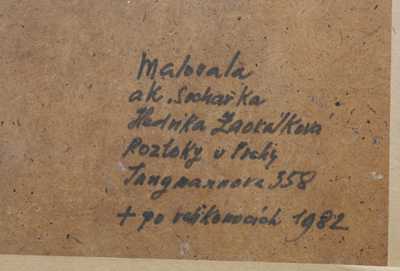 Malovala
ak. Sochařka
Hedvika Zaorálková
Roztoky u Prahy
Jungmannova 358
+ po velikonocích 1982